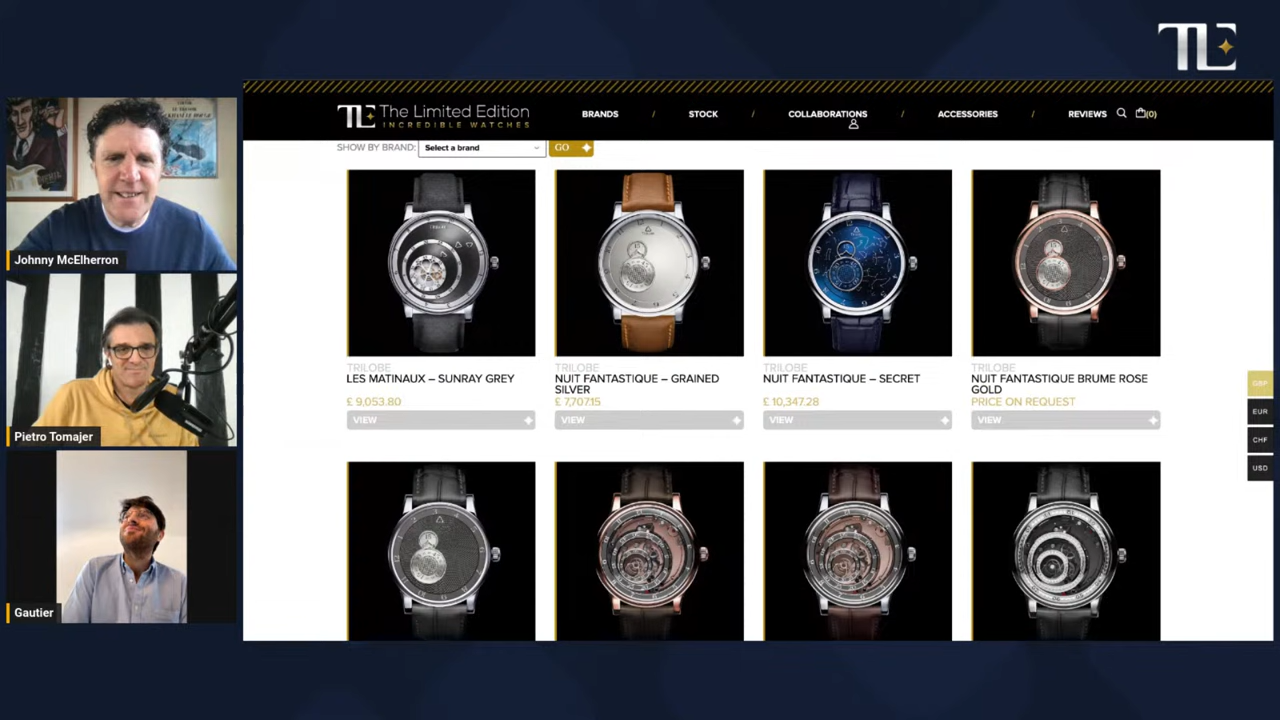 TLE
TLE The Limited Edition
INCREDIBLE WATCHES
BRANDS / STOCK / COLLABORATIONS / ACCESSORIES / REVIEWS (0)
SHOW BY BRAND: Select a brand GO
Johnny McElherron
Pietro Tomajer
Gautier
TRILOBE
LES MATINAUX – SUNRAY GREY
£ 9,053.80
VIEW
TRILOBE
NUIT FANTASTIQUE – GRAINED
SILVER
£ 7,707.15
VIEW
TRILOBE
NUIT FANTASTIQUE – SECRET
£ 10,347.28
VIEW
TRILOBE
NUIT FANTASTIQUE BRUME ROSE
GOLD
PRICE ON REQUEST
VIEW
GBP
EUR
CHF
USD